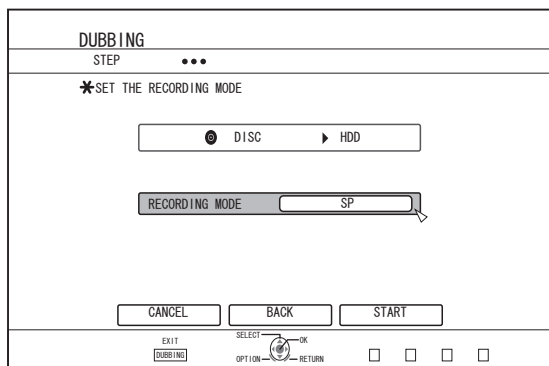 DUBBING
STEP
SET THE RECORDING MODE
DISC HDD
RECORDING MODE SP
CANCEL BACK START
EXIT
DUBBING
SELECT OK
OPTION RETURN